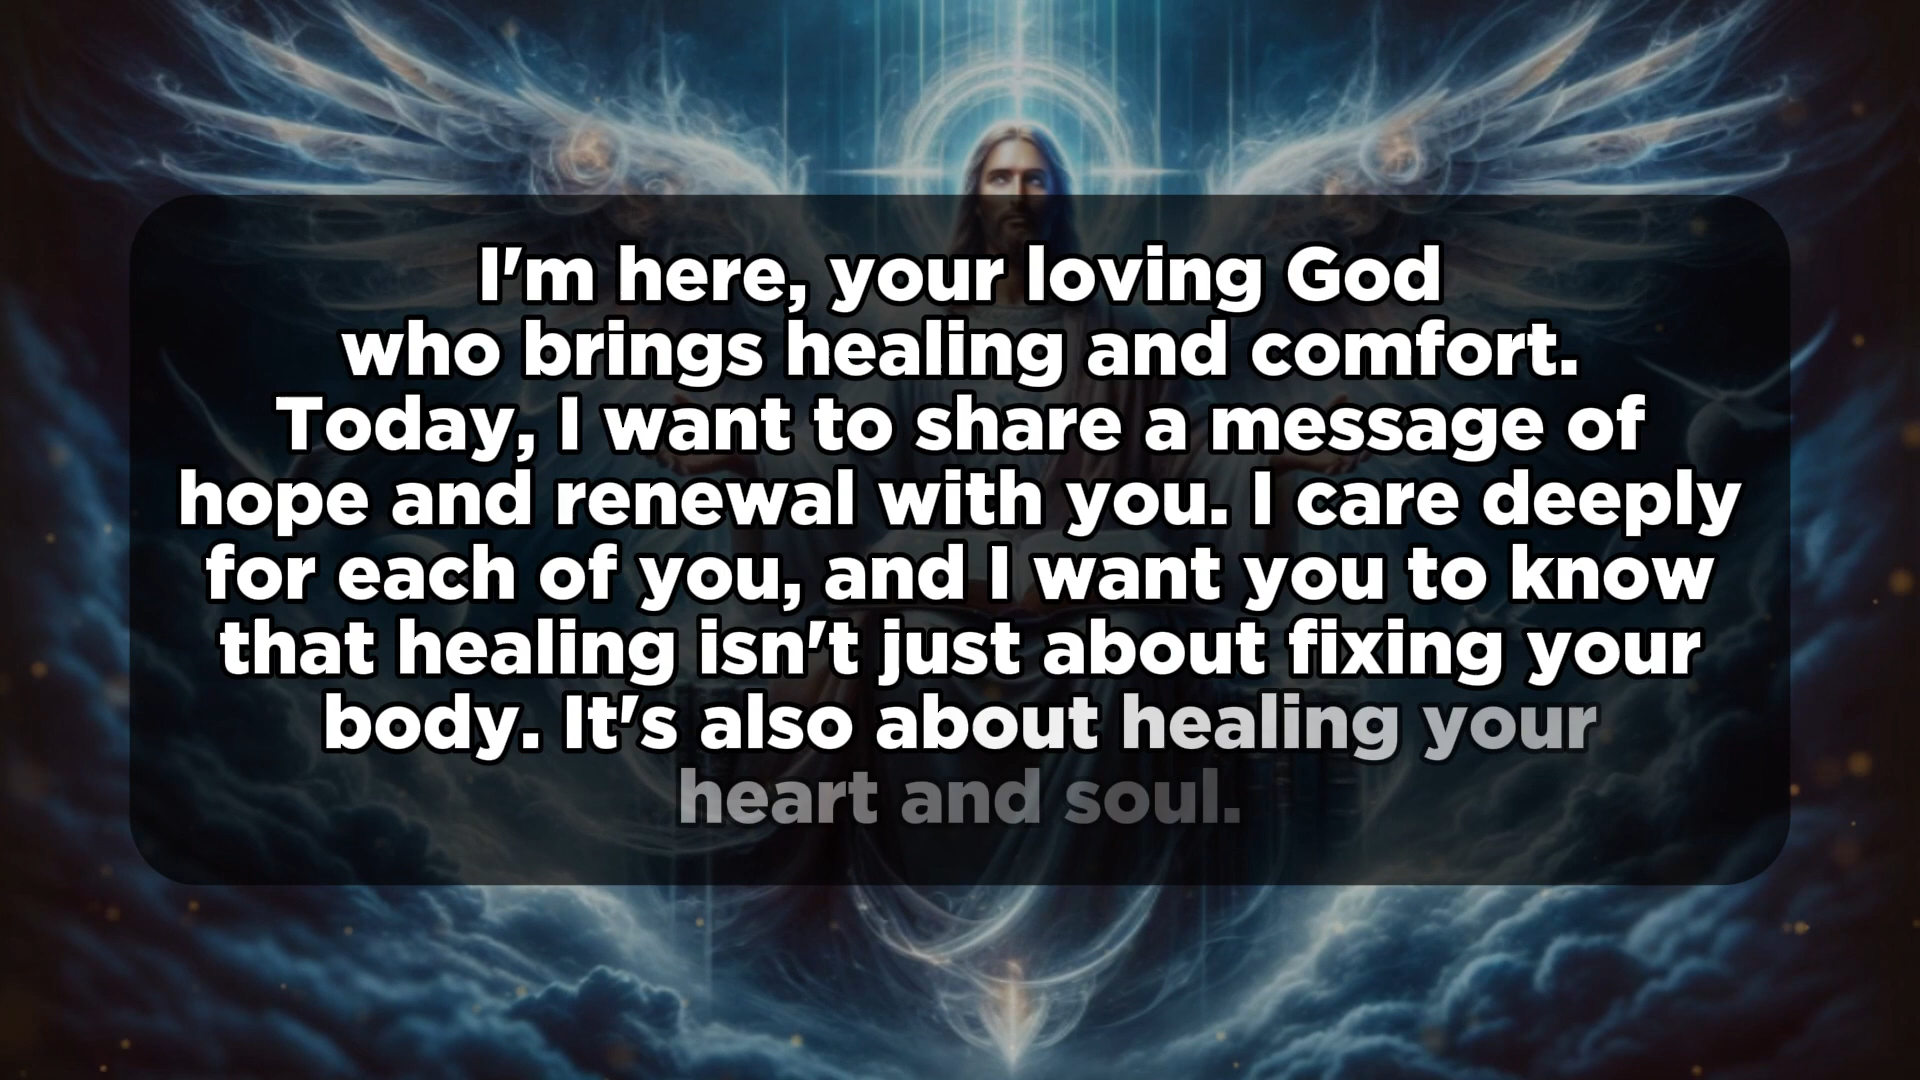 I'm here, your loving God
who brings healing and comfort.
Today, I want to share a message of
hope and renewal with you. I care deeply
for each of you, and I want you to know
that healing isn't just about fixing your
body. It's also about healing your
heart and soul.